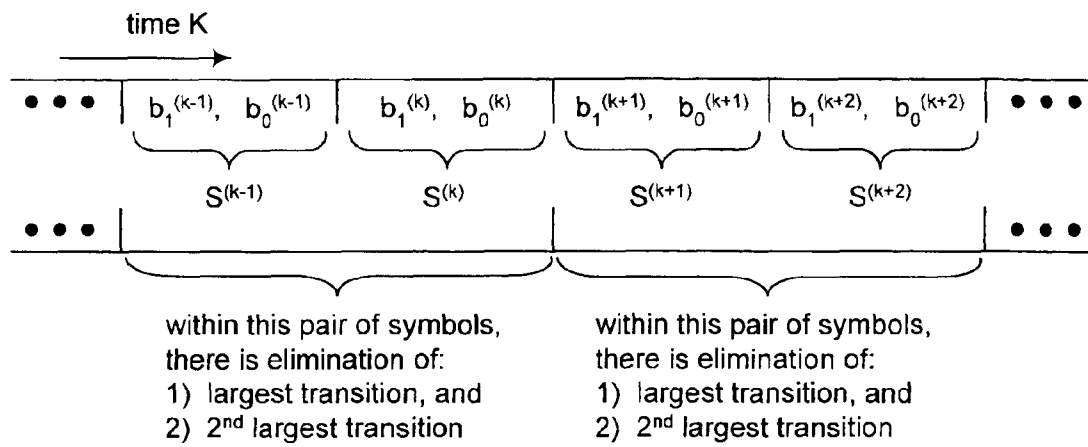 time K
••• b₁⁽ᵏ⁻¹⁾, b₀⁽ᵏ⁻¹⁾ b₁⁽ᵏ⁾, b₀⁽ᵏ⁾ b₁⁽ᵏ⁺¹⁾, b₀⁽ᵏ⁺¹⁾ b₁⁽ᵏ⁺²⁾, b₀⁽ᵏ⁺²⁾ •••
S⁽ᵏ⁻¹⁾ S⁽ᵏ⁾ S⁽ᵏ⁺¹⁾ S⁽ᵏ⁺²⁾
••• •••
within this pair of symbols,
there is elimination of:
1) largest transition, and
2) 2ⁿᵈ largest transition
within this pair of symbols,
there is elimination of:
1) largest transition, and
2) 2ⁿᵈ largest transition